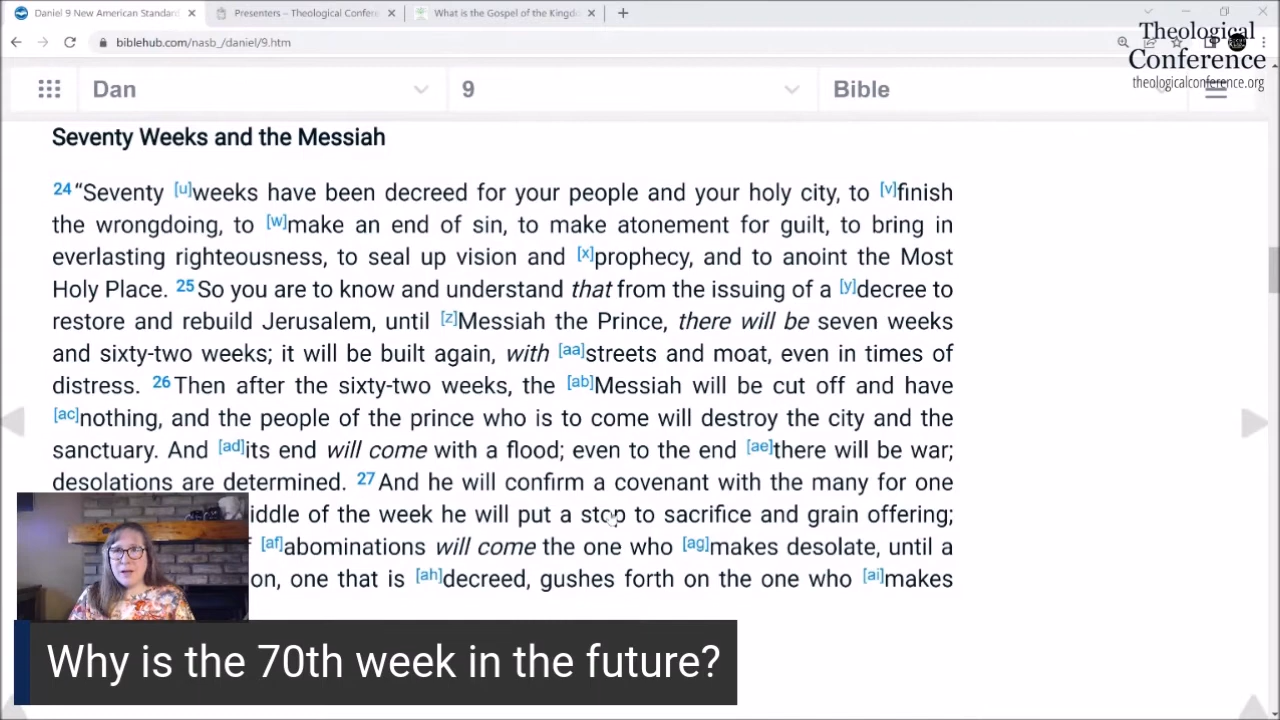 Daniel 9 New American Standard
Presenters – Theological Confere
What is the Gospel of the Kingdo
biblehub.com/nasb_/daniel/9.htm
Theological
Conference
theologicalconference.org
Dan
9
Bible
Seventy Weeks and the Messiah
24 “Seventy [u]weeks have been decreed for your people and your holy city, to [v]finish
the wrongdoing, to [w]make an end of sin, to make atonement for guilt, to bring in
everlasting righteousness, to seal up vision and [x]prophecy, and to anoint the Most
Holy Place. 25 So you are to know and understand that from the issuing of a [y]decree to
restore and rebuild Jerusalem, until [z]Messiah the Prince, there will be seven weeks
and sixty-two weeks; it will be built again, with [aa]streets and moat, even in times of
distress. 26 Then after the sixty-two weeks, the [ab]Messiah will be cut off and have
[ac]nothing, and the people of the prince who is to come will destroy the city and the
sanctuary. And [ad]its end will come with a flood; even to the end [ae]there will be war;
desolations are determined. 27 And he will confirm a covenant with the many for one
iddle of the week he will put a stop to sacrifice and grain offering;
[af]abominations will come the one who [ag]makes desolate, until a
on, one that is [ah]decreed, gushes forth on the one who [ai]makes
Why is the 70th week in the future?